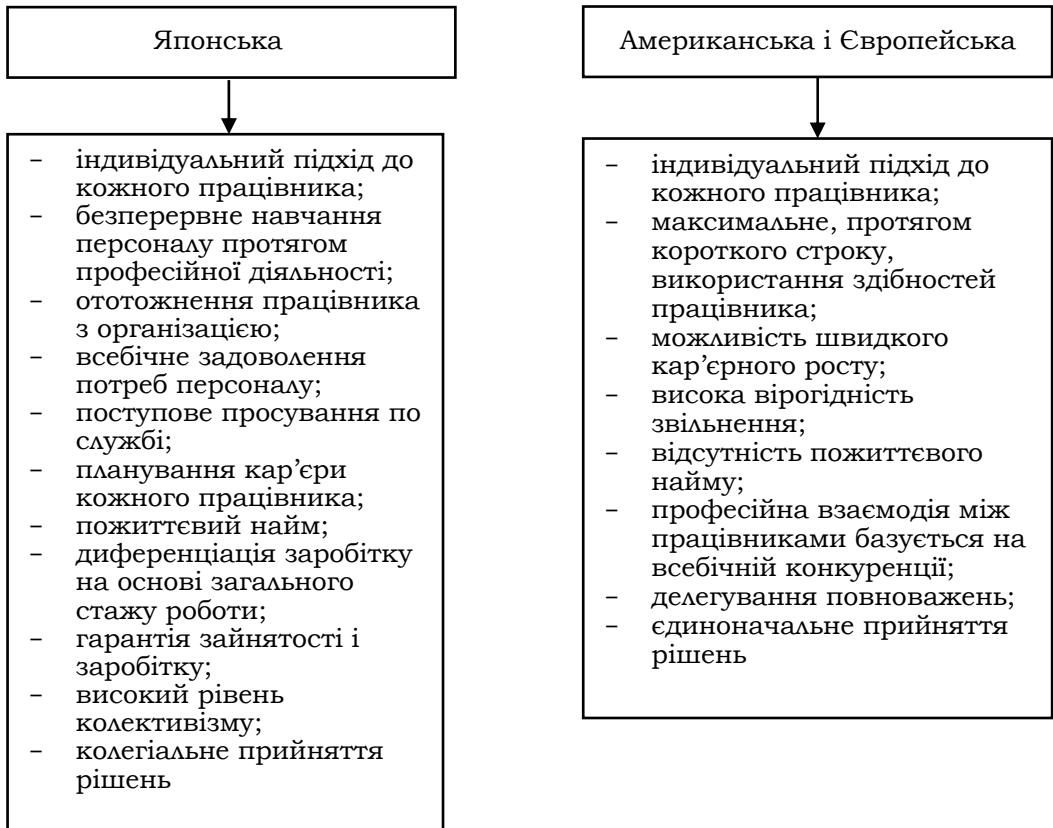 Японська
– індивідуальний підхід до
кожного працівника;
– безперервне навчання
персоналу протягом
професійної діяльності;
– ототожнення працівника
з організацією;
– всебічне задоволення
потреб персоналу;
– поступове просування по
службі;
– планування кар’єри
кожного працівника;
– пожиттєвий найм;
– диференціація заробітку
на основі загального
стажу роботи;
– гарантія зайнятості і
заробітку;
– високий рівень
колективізму;
– колегіальне прийняття
рішень
Американська і Європейська
– індивідуальний підхід до
кожного працівника;
– максимальне, протягом
короткого строку,
використання здібностей
працівника;
– можливість швидкого
кар’єрного росту;
– висока вірогідність
звільнення;
– відсутність пожиттєвого
найму;
– професійна взаємодія між
працівниками базується на
всебічній конкуренції;
– делегування повноважень;
– єдиноначальне прийняття
рішень